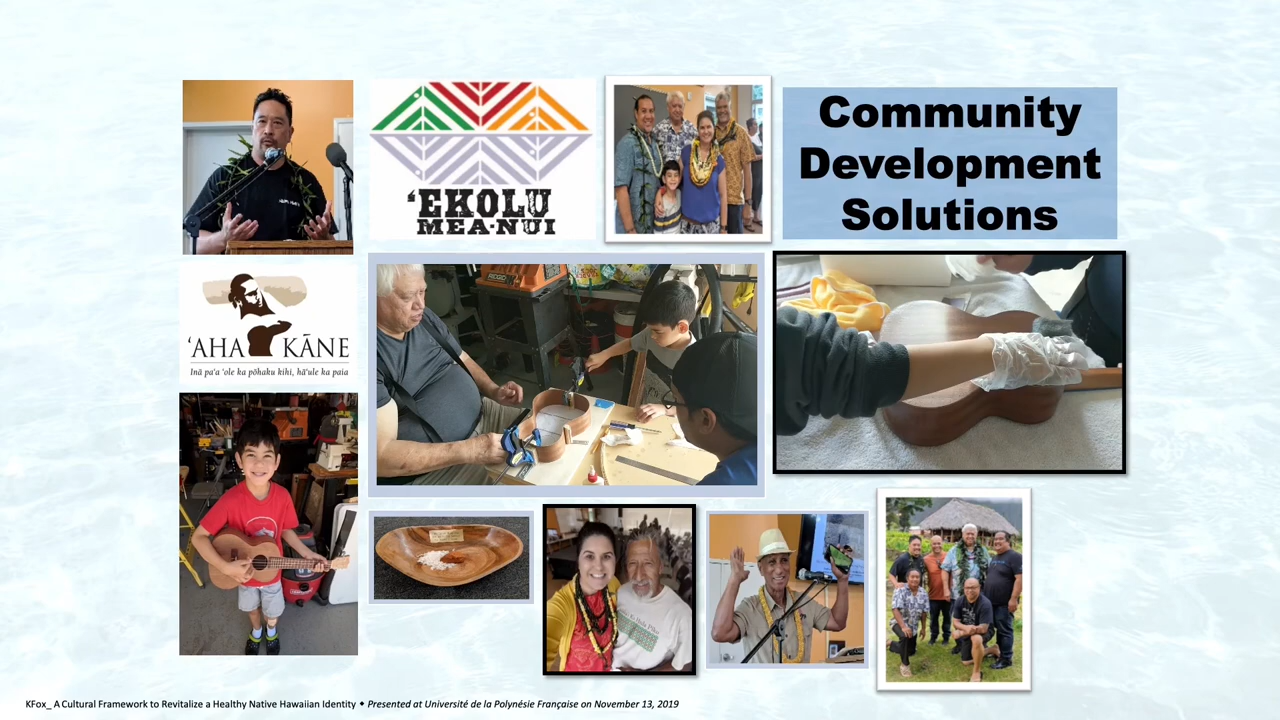 Community
Development
Solutions
‘EKOLU
MEA-NUI
‘AHA KĀNE
Inā pa‘a ‘ole ka pōhaku kihi, hā‘ule ka paia
RIDGID
KFox_ A Cultural Framework to Revitalize a Healthy Native Hawaiian Identity ⬥ Presented at Université de la Polynésie Française on November 13, 2019